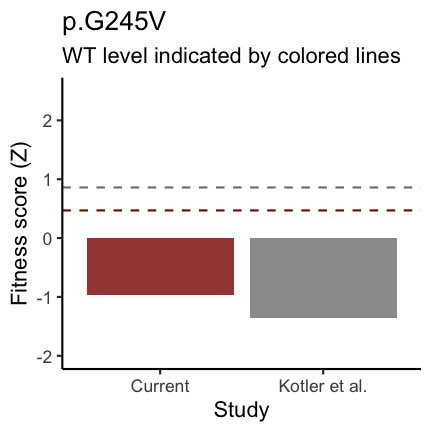 p.G245V
WT level indicated by colored lines
Fitness score (Z)
2
1
0
-1
-2
Current
Kotler et al.
Study